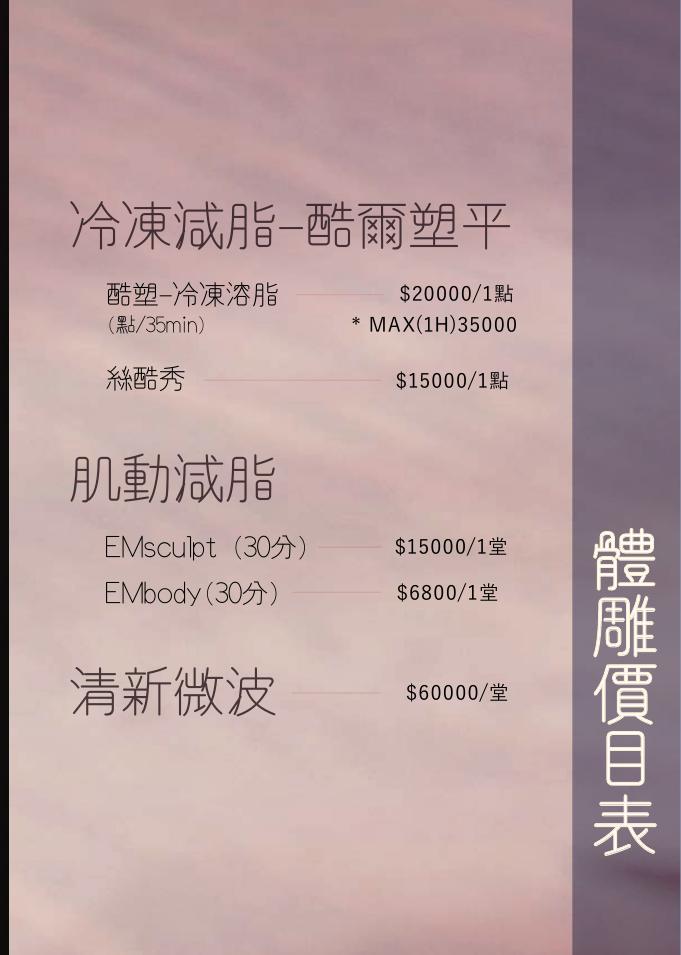 冷凍減脂–酷爾塑平
酷塑–冷凍溶脂 $20000/1點
(點/35min) * MAX(1H)35000
絲酷秀 $15000/1點
肌動減脂
EMsculpt (30分) $15000/1堂
EMbody(30分) $6800/1堂
清新微波 $60000/堂
體雕價目表